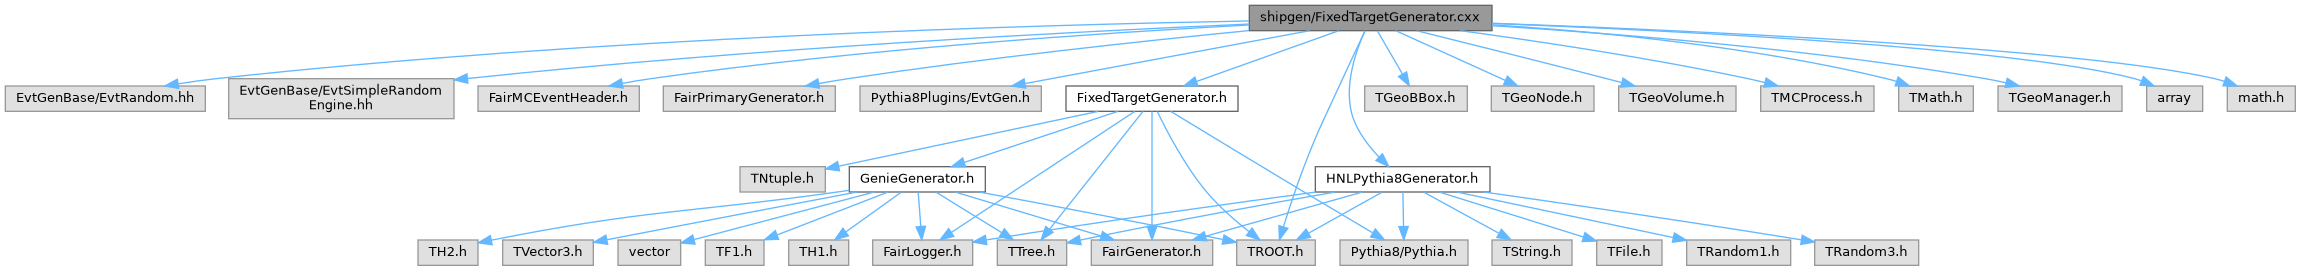 shipgen/FixedTargetGenerator.cxx
EvtGenBase/EvtRandom.hh
EvtGenBase/EvtSimpleRandom
Engine.hh
FairMCEventHeader.h
FairPrimaryGenerator.h
Pythia8Plugins/EvtGen.h
FixedTargetGenerator.h
TGeoBBox.h
TGeoNode.h
TGeoVolume.h
TMCProcess.h
TMath.h
TGeoManager.h
array
math.h
TNtuple.h
GenieGenerator.h
HNLPythia8Generator.h
TH2.h
TVector3.h
vector
TF1.h
TH1.h
FairLogger.h
TTree.h
FairGenerator.h
TROOT.h
Pythia8/Pythia.h
TString.h
TFile.h
TRandom1.h
TRandom3.h